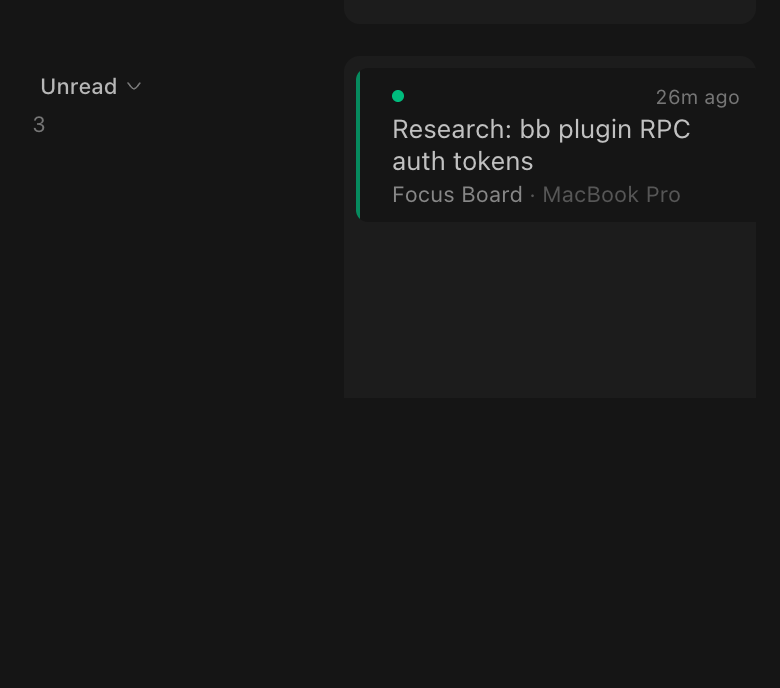 Unread
3
26m ago
Research: bb plugin RPC
auth tokens
Focus Board · MacBook Pro